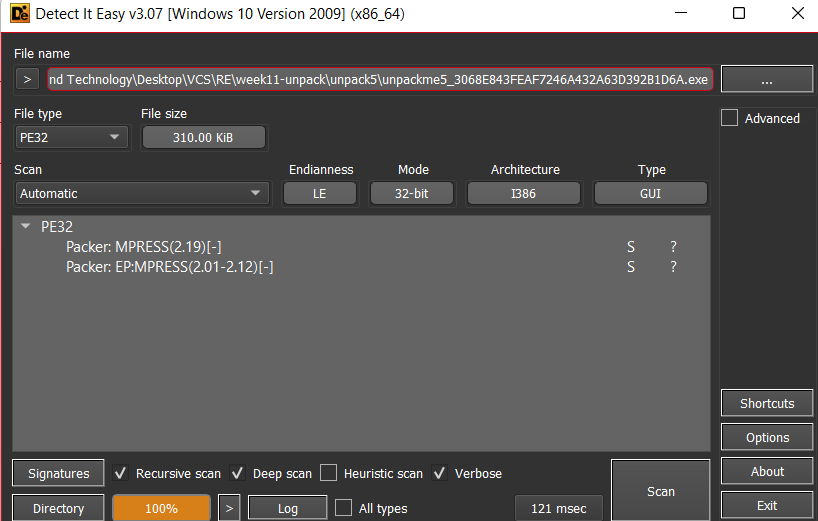 Detect It Easy v3.07 [Windows 10 Version 2009] (x86_64)
File name
> nd Technology\Desktop\VCS\RE\week11-unpack\unpack5\unpackme5_3068E843FEAF7246A432A63D392B1D6A.exe ...
File type File size Advanced
PE32 310.00 KiB
Scan Endianness Mode Architecture Type
Automatic LE 32-bit I386 GUI
PE32
Packer: MPRESS(2.19)[-] S ?
Packer: EP:MPRESS(2.01-2.12)[-] S ?
Shortcuts
Options
Signatures Recursive scan Deep scan Heuristic scan Verbose Scan About
Directory 100% > Log All types 121 msec Exit